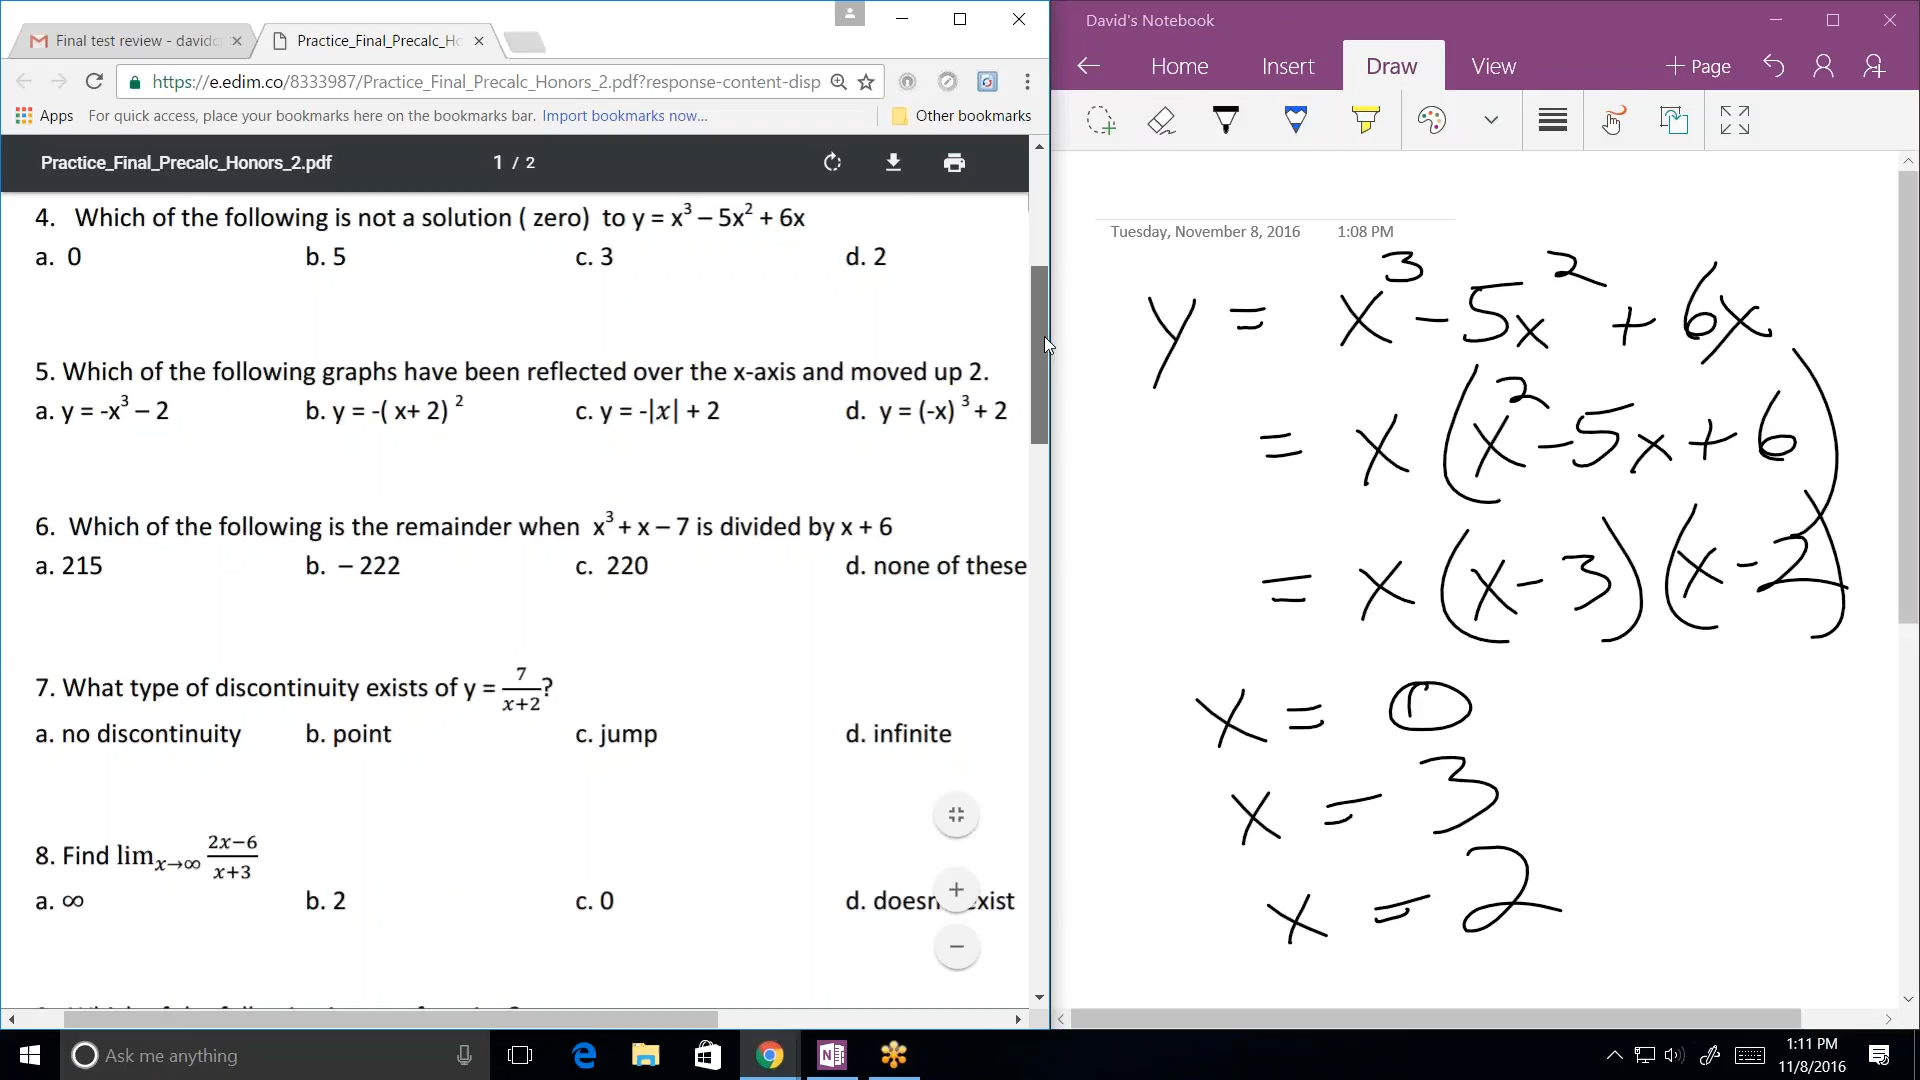 Final test review - davidc
Practice_Final_Precalc_Ho
https://e.edim.co/8333987/Practice_Final_Precalc_Honors_2.pdf?response-content-disp
Apps For quick access, place your bookmarks here on the bookmarks bar. Import bookmarks now... Other bookmarks
Practice_Final_Precalc_Honors_2.pdf 1 / 2
4. Which of the following is not a solution ( zero) to y = x³ – 5x² + 6x
a. 0 b. 5 c. 3 d. 2
5. Which of the following graphs have been reflected over the x-axis and moved up 2.
a. y = -x³ – 2 b. y = -( x+ 2) ² c. y = -|x| + 2 d. y = (-x) ³ + 2
6. Which of the following is the remainder when x³ + x – 7 is divided by x + 6
a. 215 b. – 222 c. 220 d. none of these
7. What type of discontinuity exists of y = 7/(x+2)?
a. no discontinuity b. point c. jump d. infinite
8. Find lim x→∞ (2x−6)/(x+3)
a. ∞ b. 2 c. 0 d. doesn xist
David's Notebook
Home Insert Draw View + Page
Tuesday, November 8, 2016 1:08 PM
y = x³ - 5x² + 6x
= x(x² - 5x + 6)
= x(x - 3)(x - 2)
x = 0
x = 3
x = 2
Ask me anything
1:11 PM
11/8/2016